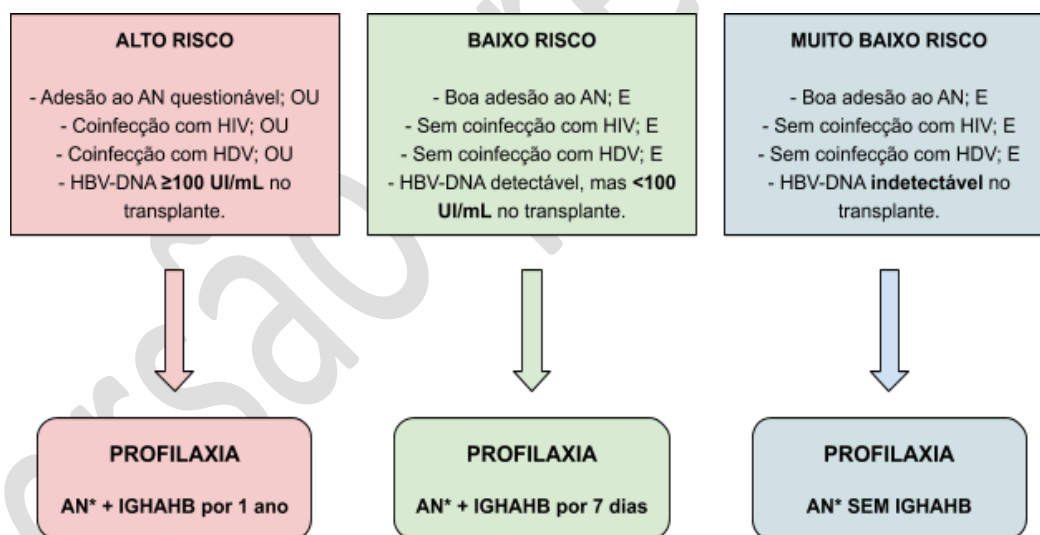 ALTO RISCO
- Adesão ao AN questionável; OU
- Coinfecção com HIV; OU
- Coinfecção com HDV; OU
- HBV-DNA ≥100 UI/mL no
transplante.
BAIXO RISCO
- Boa adesão ao AN; E
- Sem coinfecção com HIV; E
- Sem coinfecção com HDV; E
- HBV-DNA detectável, mas <100
UI/mL no transplante.
MUITO BAIXO RISCO
- Boa adesão ao AN; E
- Sem coinfecção com HIV; E
- Sem coinfecção com HDV; E
- HBV-DNA indetectável no
transplante.
PROFILAXIA
AN* + IGHAHB por 1 ano
PROFILAXIA
AN* + IGHAHB por 7 dias
PROFILAXIA
AN* SEM IGHAHB